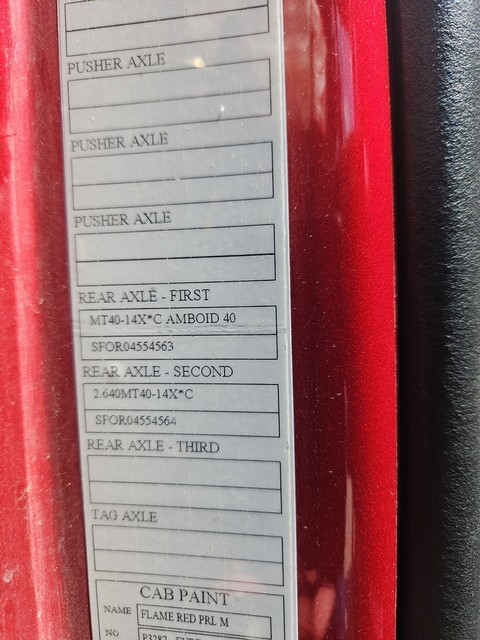 PUSHER AXLE
PUSHER AXLE
PUSHER AXLE
REAR AXLE - FIRST
MT40-14X*C AMBOID 40
SFOR04554563
REAR AXLE - SECOND
2.640MT40-14X*C
SFOR04554564
REAR AXLE - THIRD
TAG AXLE
CAB PAINT
NAME FLAME RED PRL M
NO. P3282